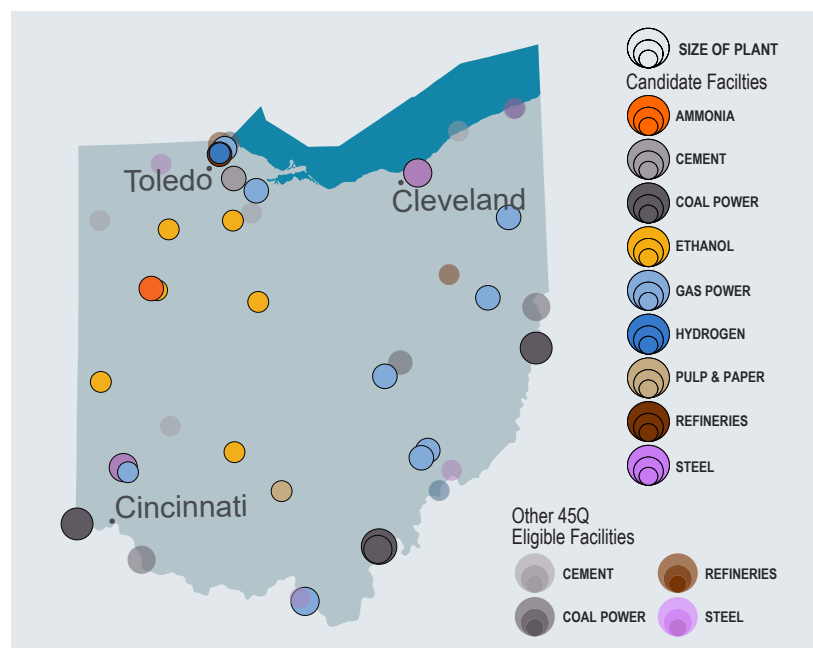 SIZE OF PLANT
Candidate Facilties
AMMONIA
CEMENT
COAL POWER
ETHANOL
GAS POWER
HYDROGEN
PULP & PAPER
REFINERIES
STEEL
Toledo
Cleveland
Cincinnati
Other 45Q
Eligible Facilities
CEMENT
REFINERIES
COAL POWER
STEEL